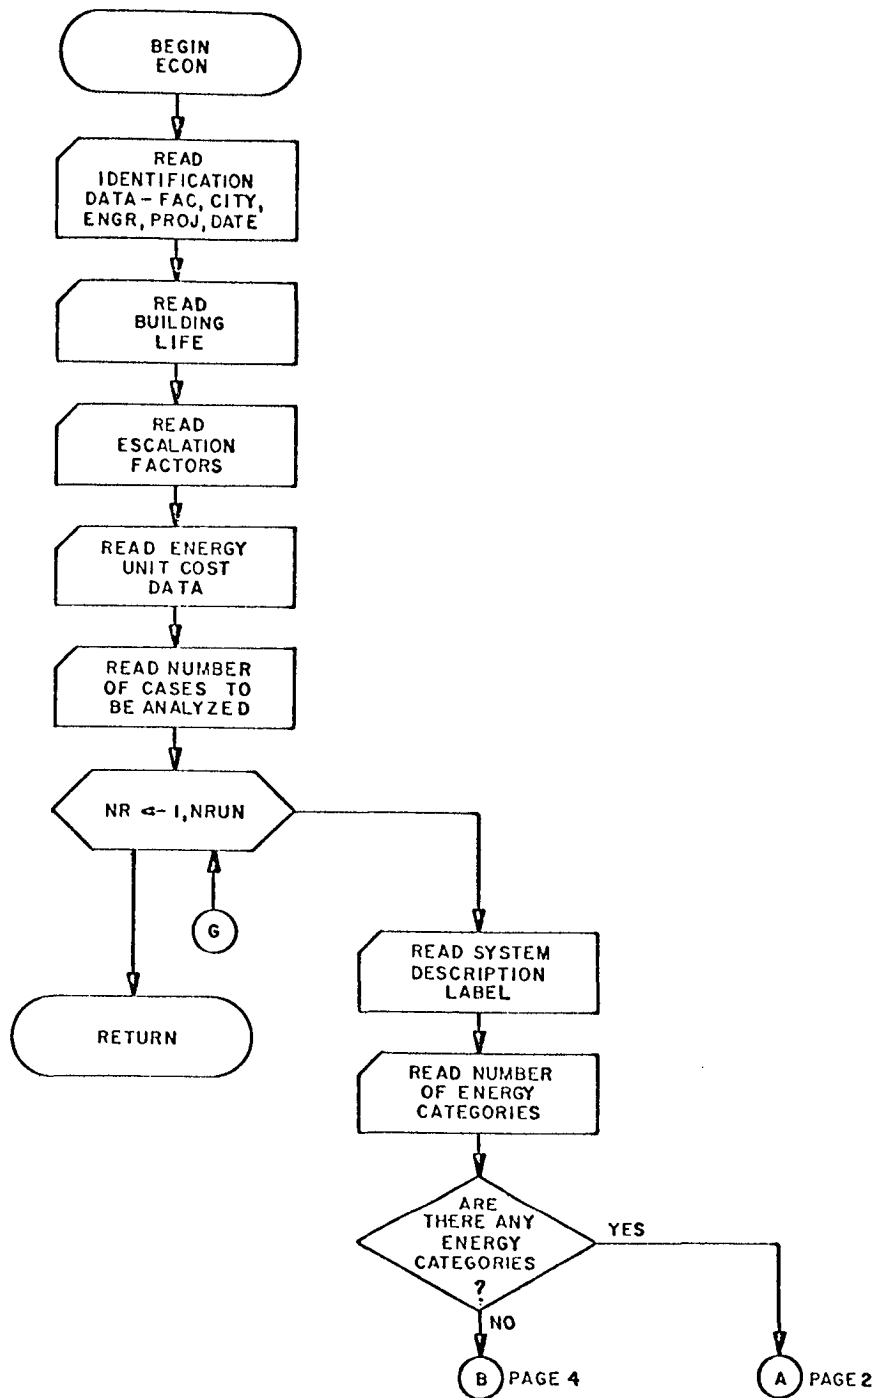 BEGIN
ECON
READ
IDENTIFICATION
DATA - FAC, CITY,
ENGR, PROJ, DATE
READ
BUILDING
LIFE
READ
ESCALATION
FACTORS
READ ENERGY
UNIT COST
DATA
READ NUMBER
OF CASES TO
BE ANALYZED
NR <- 1, NRUN
G
RETURN
READ SYSTEM
DESCRIPTION
LABEL
READ NUMBER
OF ENERGY
CATEGORIES
ARE
THERE ANY
ENERGY
CATEGORIES
?
YES
NO
B PAGE 4
A PAGE 2